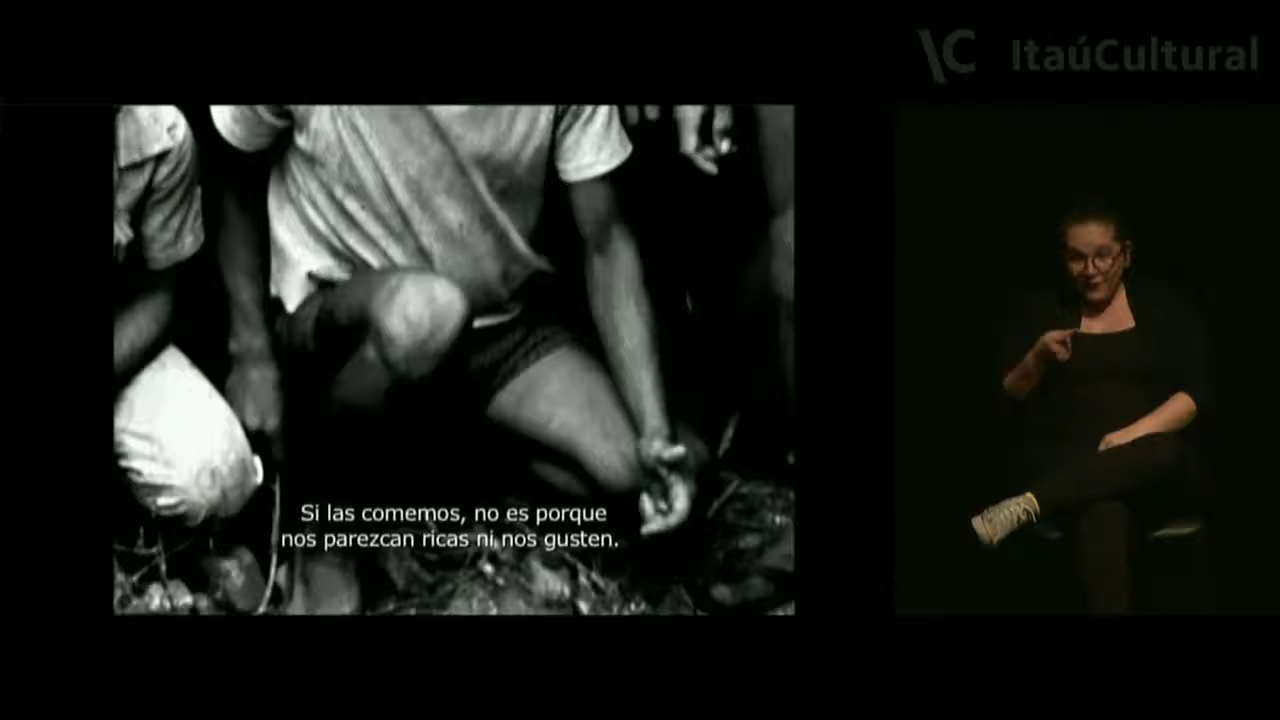 \C ItaúCultural
Si las comemos, no es porque
nos parezcan ricas ni nos gusten.